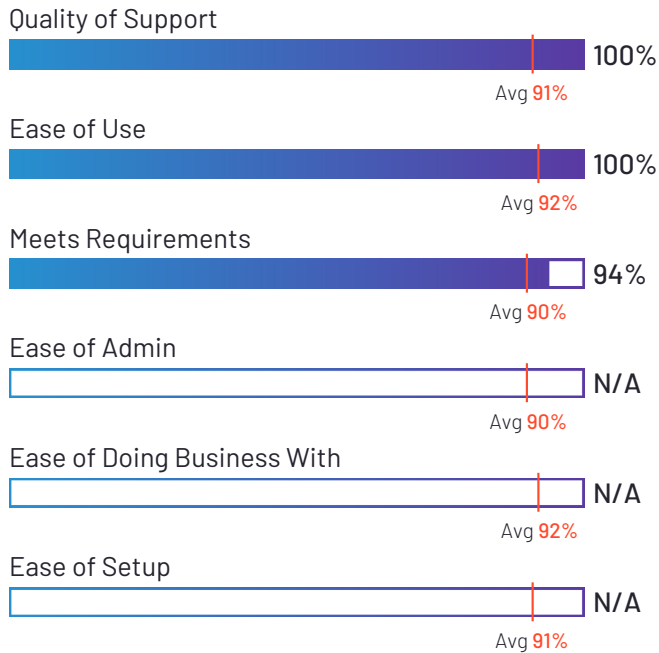 Quality of Support
100%
Avg 91%
Ease of Use
100%
Avg 92%
Meets Requirements
94%
Avg 90%
Ease of Admin
N/A
Avg 90%
Ease of Doing Business With
N/A
Avg 92%
Ease of Setup
N/A
Avg 91%